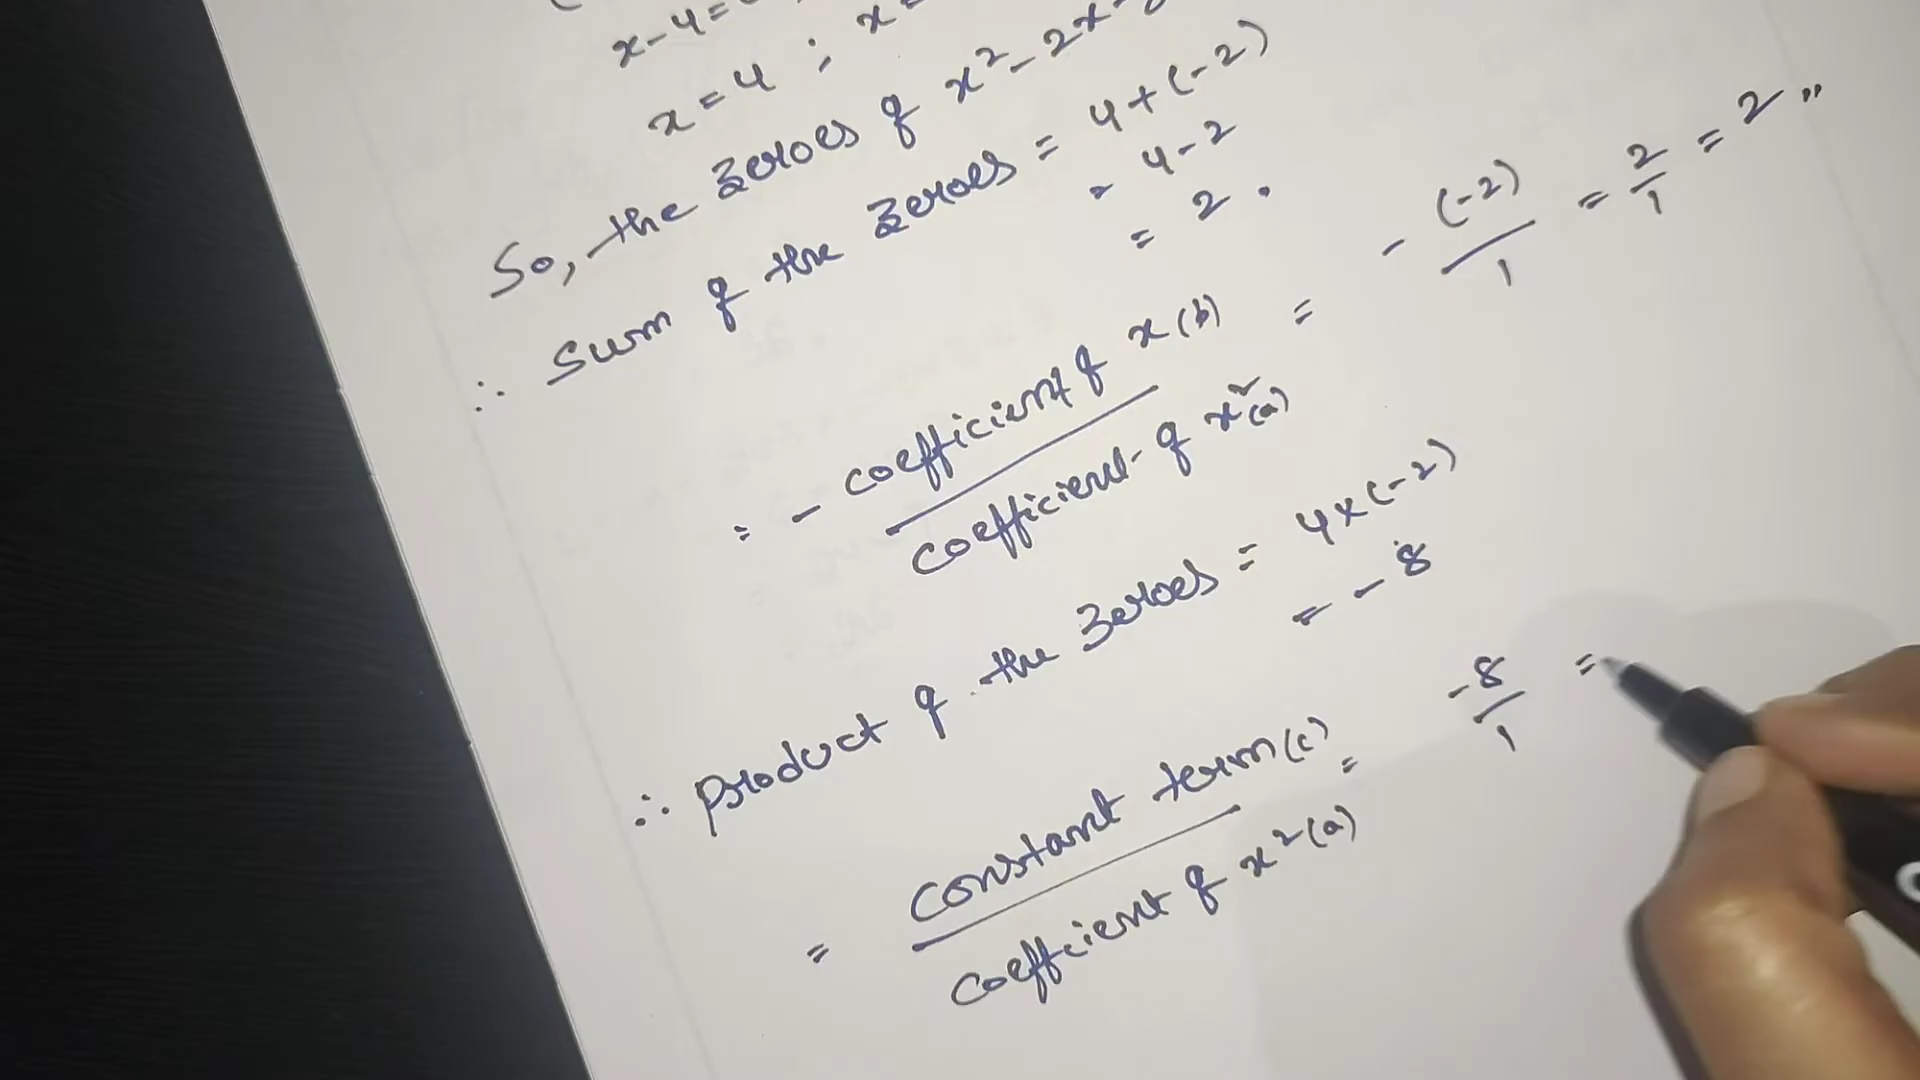 x-4=
x=4 ; x=
So, the zeroes of x²-2x-
∴ Sum of the zeroes = 4+(-2)
= 4-2
= 2.
= - coefficient of x(b) / coefficient of x²(a) = - (-2)/1 = 2/1 = 2 "
∴ product of the zeroes = 4×(-2)
= -8
= constant term(c) / coefficient of x²(a) = -8/1 =